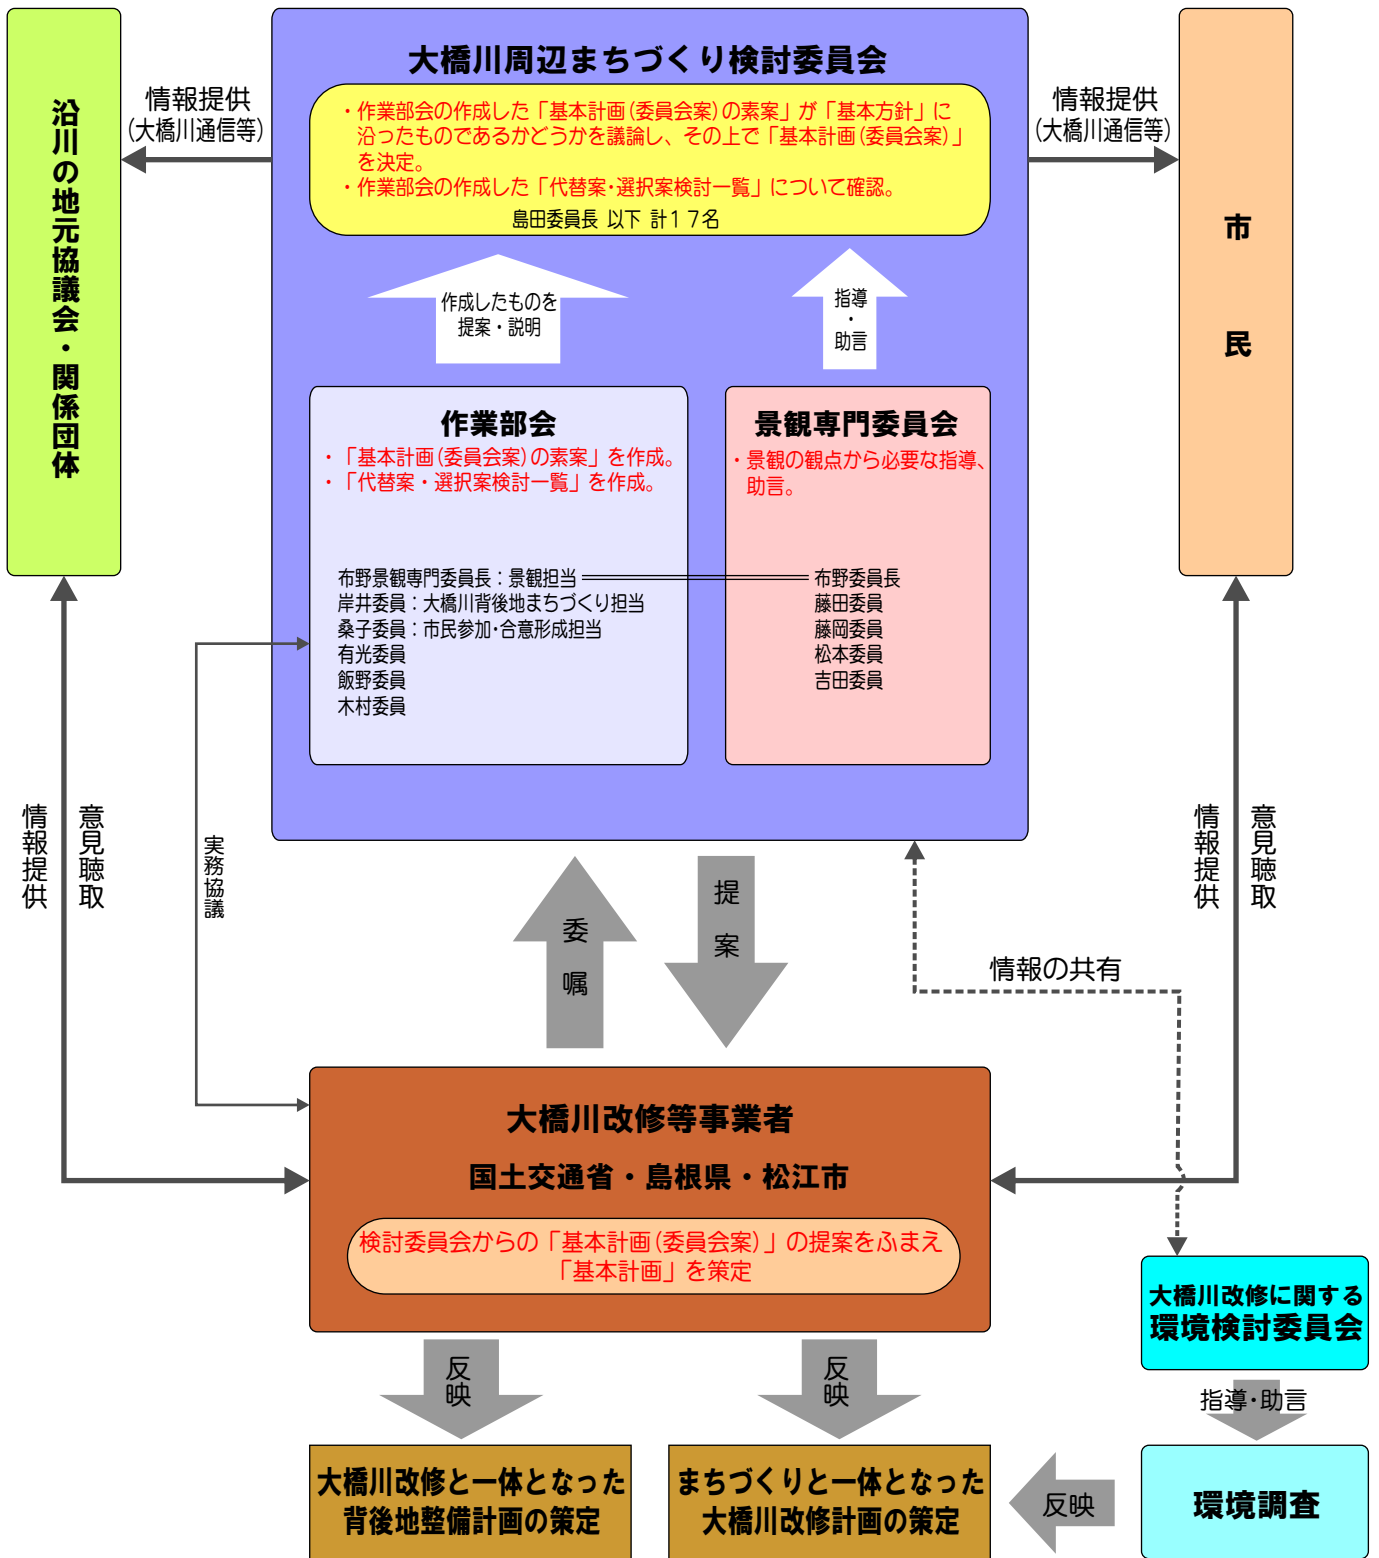 大橋川周辺まちづくり検討委員会
・作業部会の作成した「基本計画(委員会案)の素案」が「基本方針」に
沿ったものであるかどうかを議論し、その上で「基本計画(委員会案)」
を決定。
・作業部会の作成した「代替案・選択案検討一覧」について確認。
島田委員長 以下 計17名
情報提供
(大橋川通信等)
情報提供
(大橋川通信等)
沿川の地元協議会・関係団体
市民
作成したものを
提案・説明
指導
・
助言
作業部会
・「基本計画(委員会案)の素案」を作成。
・「代替案・選択案検討一覧」を作成。
布野景観専門委員長：景観担当
岸井委員：大橋川背後地まちづくり担当
桑子委員：市民参加・合意形成担当
有光委員
飯野委員
木村委員
景観専門委員会
・景観の観点から必要な指導、
助言。
布野委員長
藤田委員
藤岡委員
松本委員
吉田委員
情報提供
意見聴取
実務協議
委嘱
提案
情報提供
意見聴取
情報の共有
大橋川改修等事業者
国土交通省・島根県・松江市
検討委員会からの「基本計画(委員会案)」の提案をふまえ
「基本計画」を策定
大橋川改修に関する
環境検討委員会
反映
反映
指導・助言
大橋川改修と一体となった
背後地整備計画の策定
まちづくりと一体となった
大橋川改修計画の策定
反映
環境調査